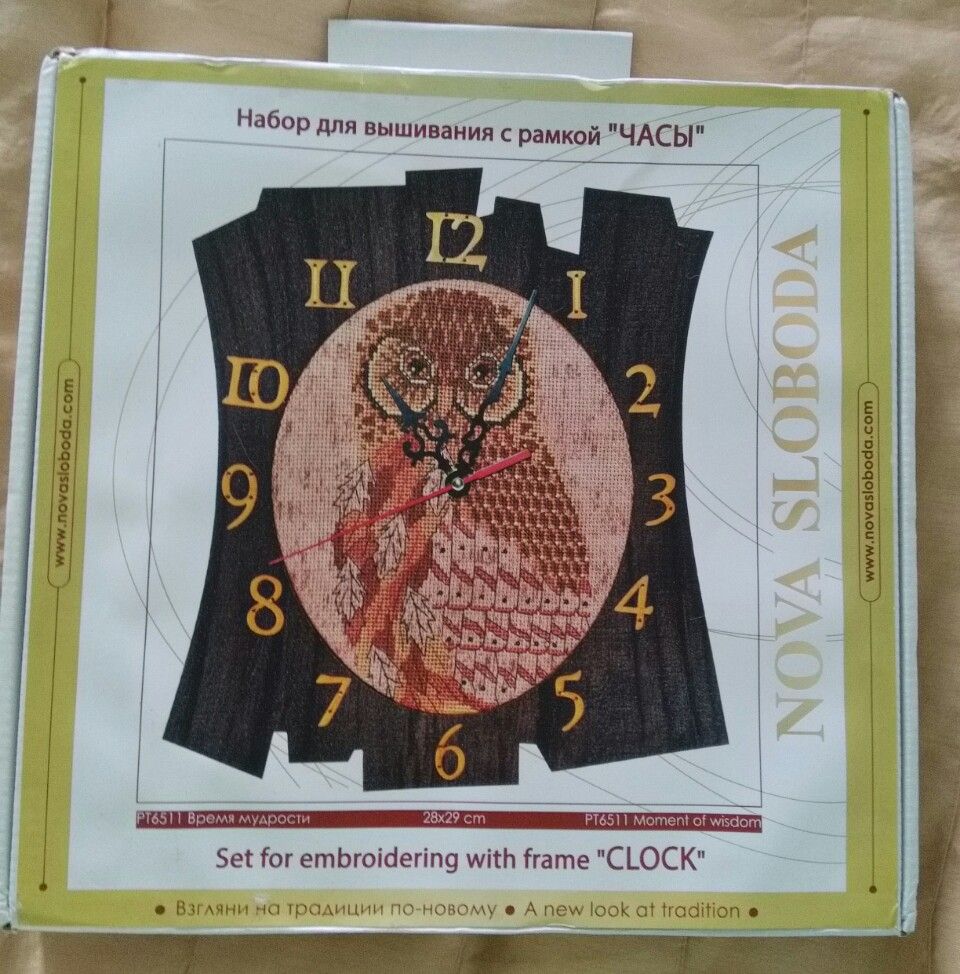 Набор для вышивания с рамкой "ЧАСЫ"
12
11
1
10
2
9
3
8
4
7
5
6
NOVA SLOBODA
www.novasloboda.com
www.novasloboda.com
PT6511 Время мудрости 28x29 cm PT6511 Moment of wisdom
Set for embroidering with frame "CLOCK"
• Взгляни на традиции по-новому • A new look at tradition •